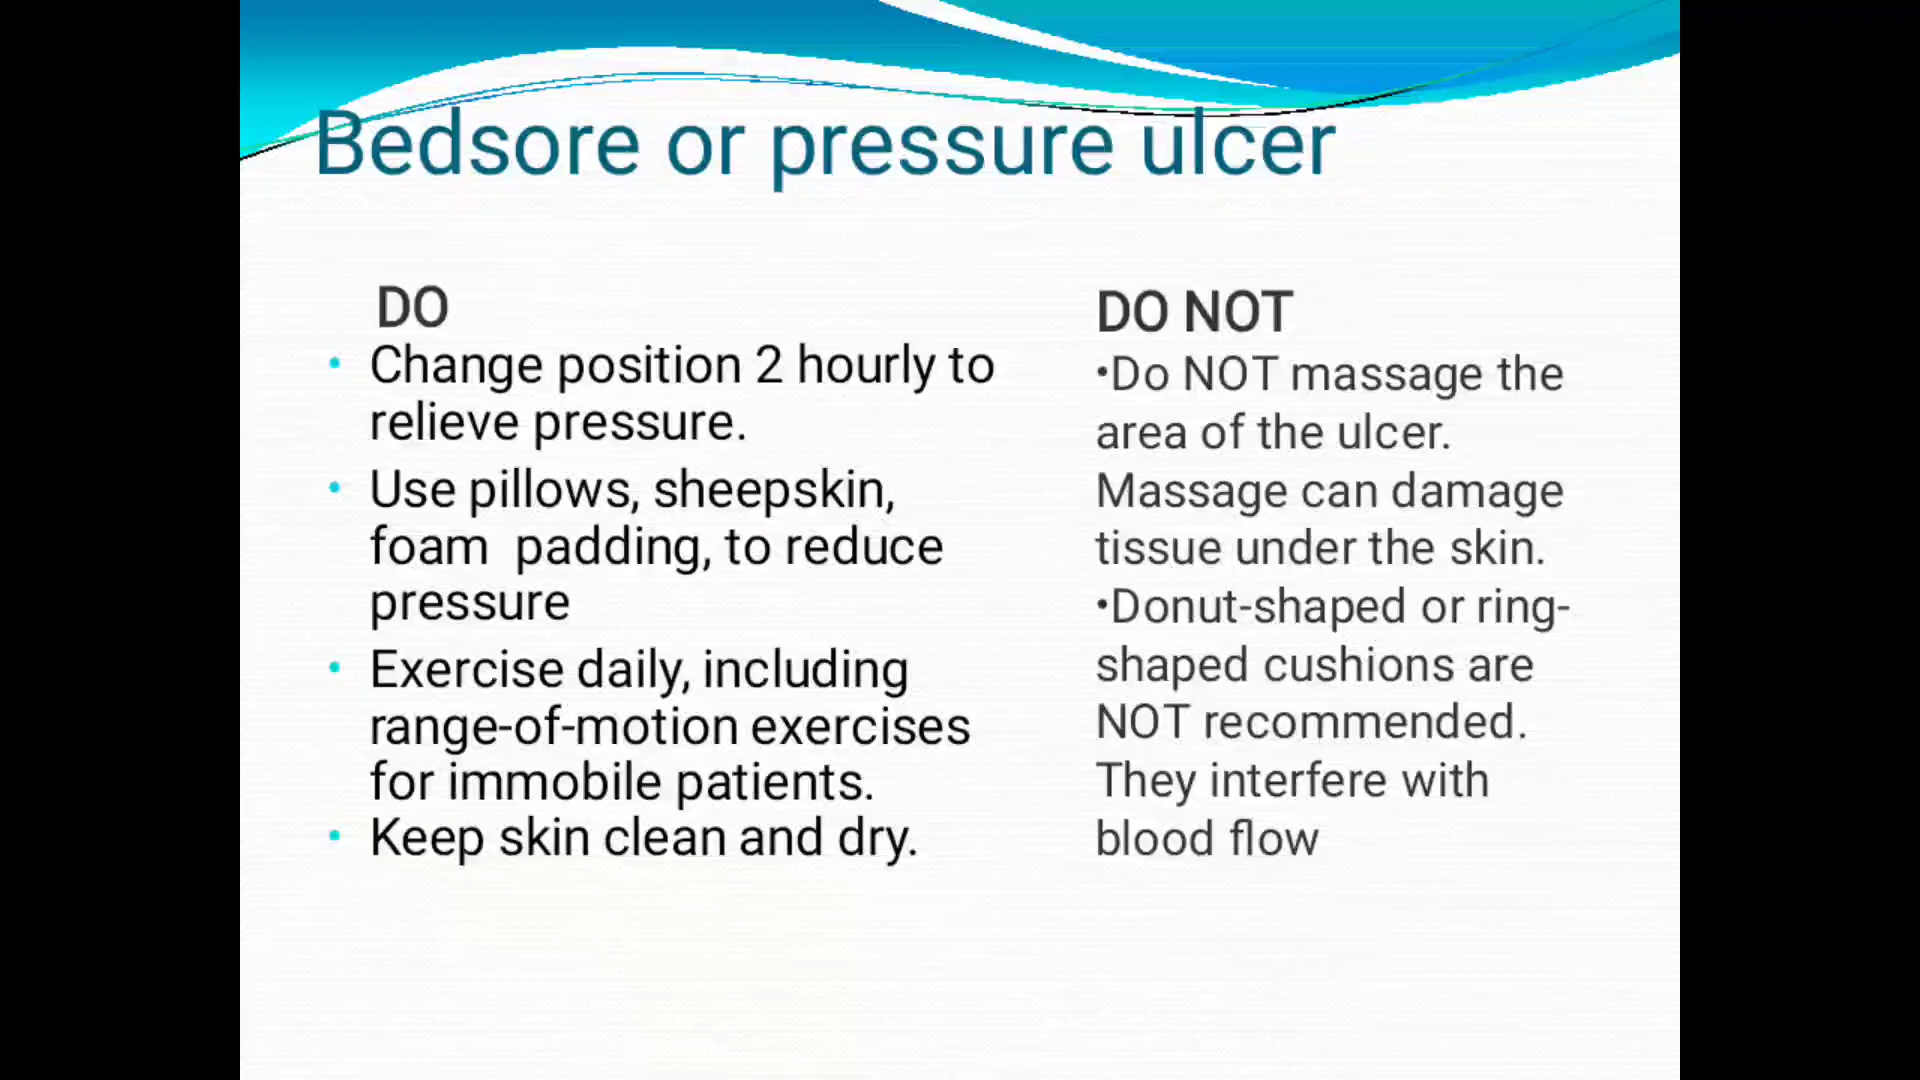 Bedsore or pressure ulcer
DO
• Change position 2 hourly to
relieve pressure.
• Use pillows, sheepskin,
foam  padding, to reduce
pressure
• Exercise daily, including
range-of-motion exercises
for immobile patients.
• Keep skin clean and dry.
DO NOT
•Do NOT massage the
area of the ulcer.
Massage can damage
tissue under the skin.
•Donut-shaped or ring-
shaped cushions are
NOT recommended.
They interfere with
blood flow